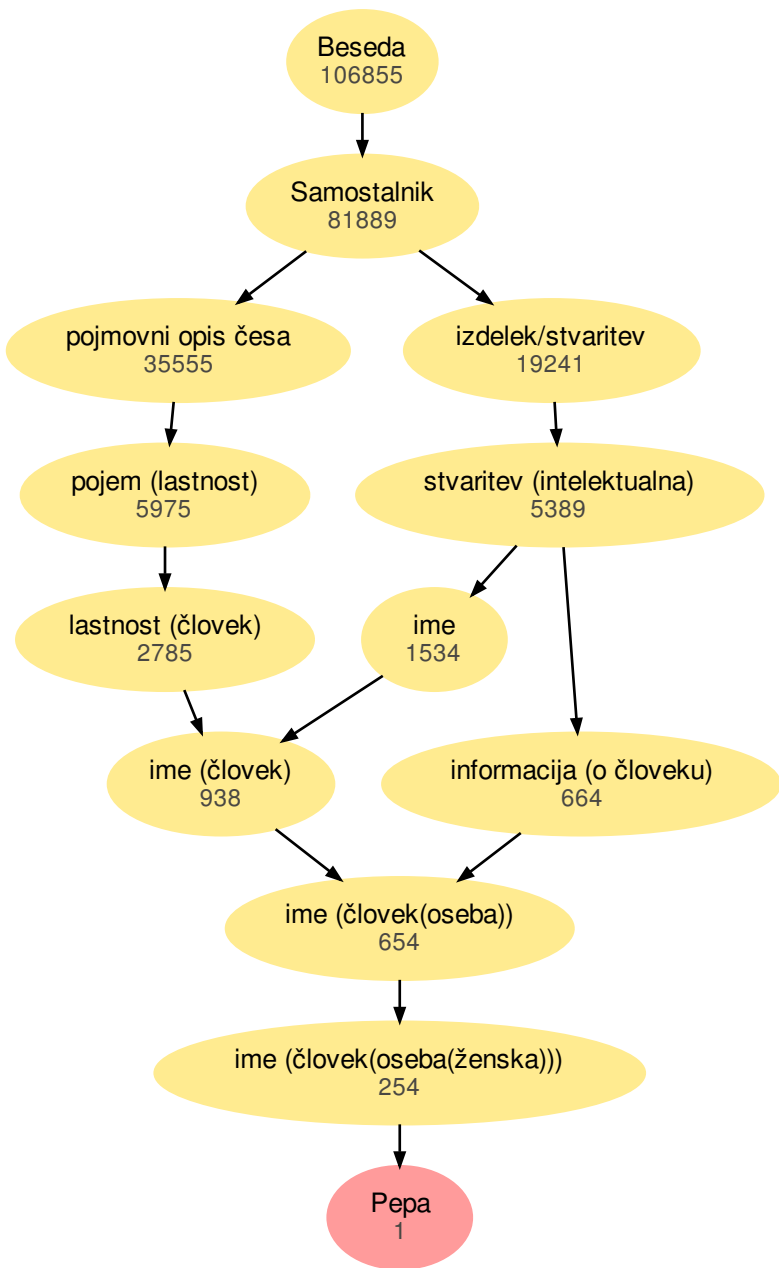 Beseda
106855
Samostalnik
81889
pojmovni opis česa
35555
izdelek/stvaritev
19241
pojem (lastnost)
5975
stvaritev (intelektualna)
5389
lastnost (človek)
2785
ime
1534
ime (človek)
938
informacija (o človeku)
664
ime (človek(oseba))
654
ime (človek(oseba(ženska)))
254
Pepa
1